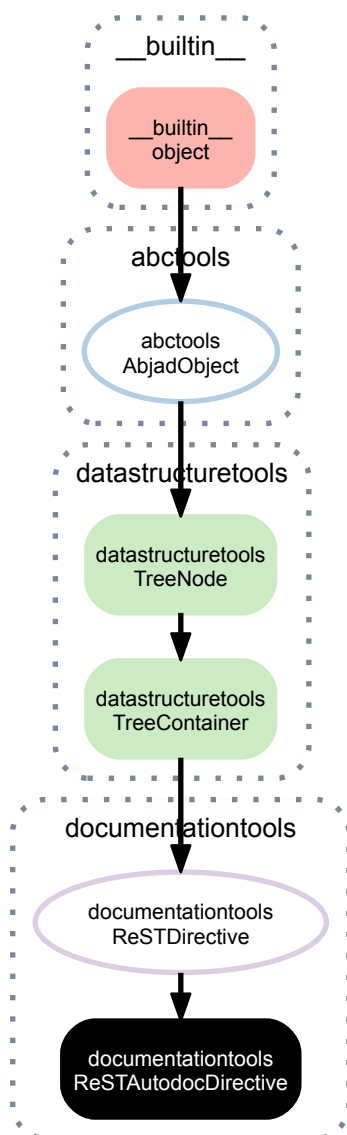 __builtin__
__builtin__
object
abctools
abctools
AbjadObject
datastructuretools
datastructuretools
TreeNode
datastructuretools
TreeContainer
documentationtools
documentationtools
ReSTDirective
documentationtools
ReSTAutodocDirective